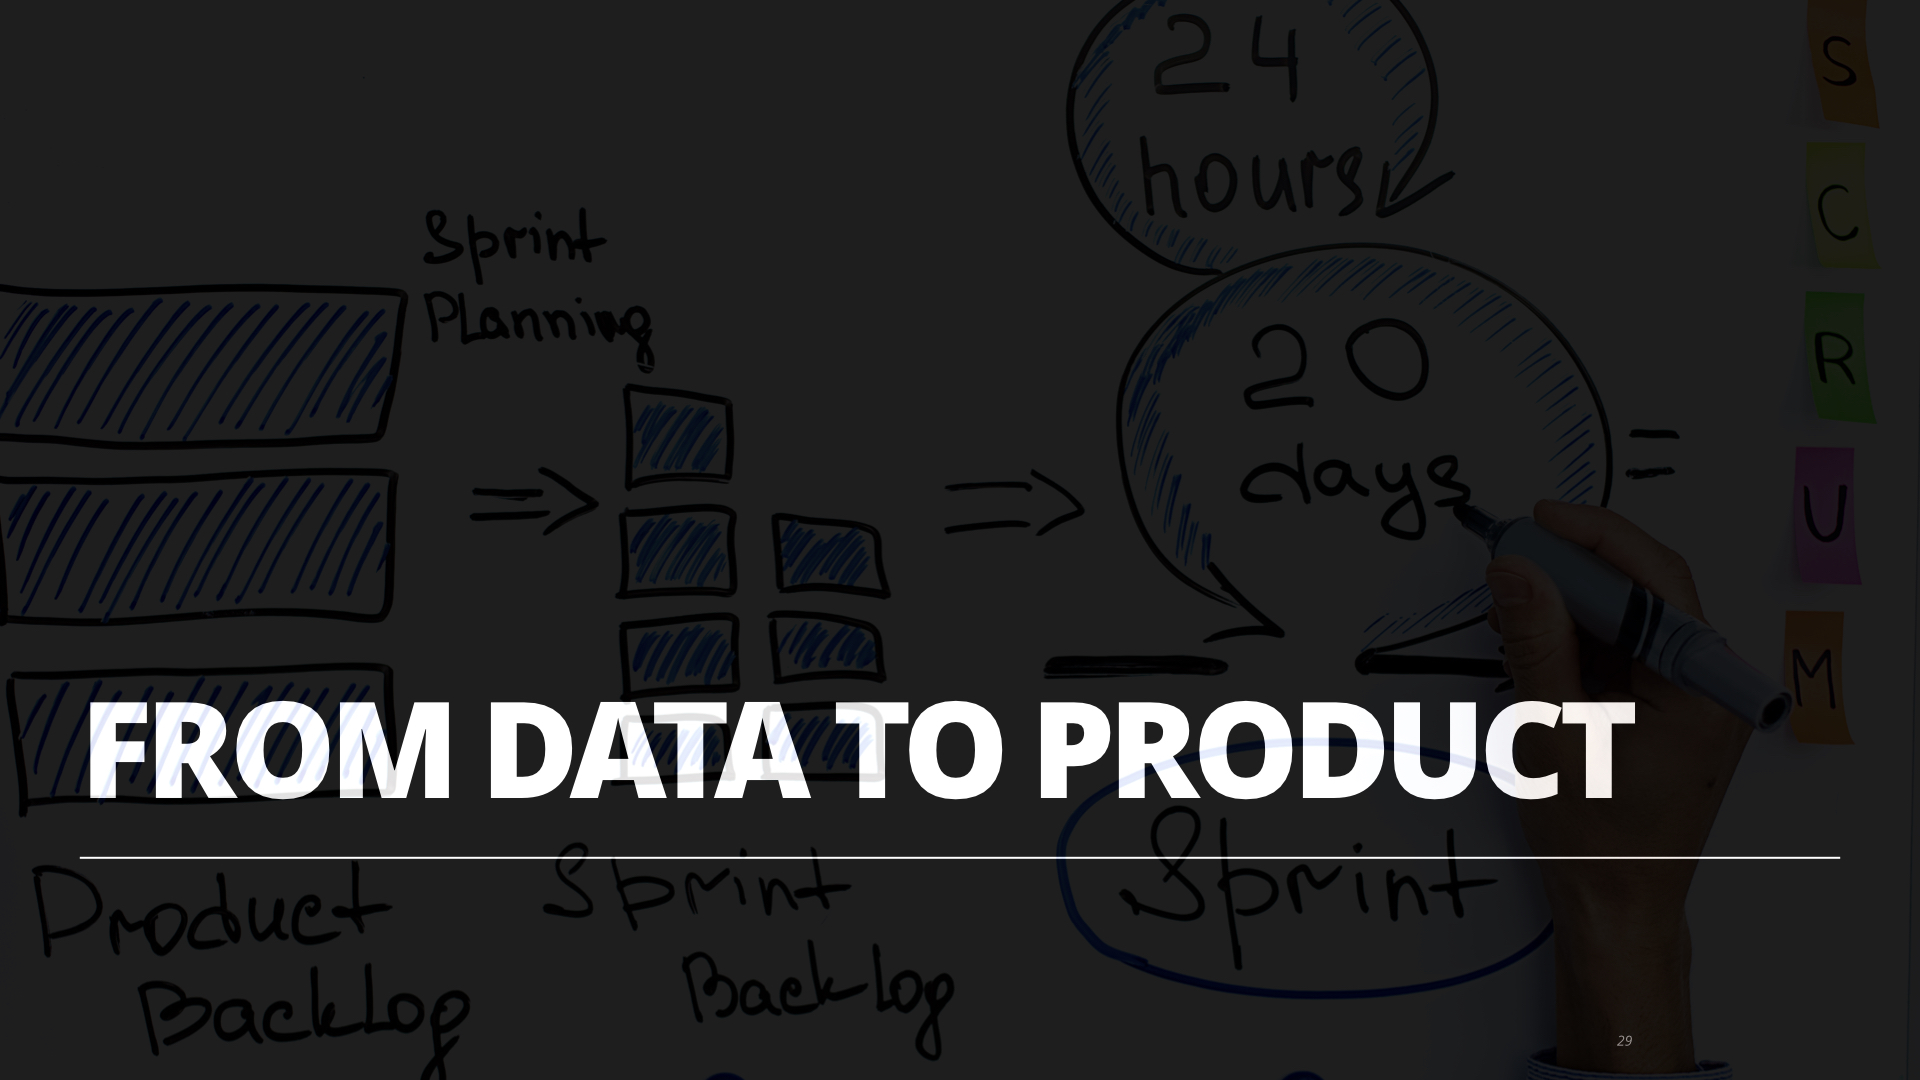 24
hours
S
C
R
U
M
Sprint
Planning
20
days
=
FROM DATA TO PRODUCT
Product
Backlog
Sprint
Backlog
Sprint
29